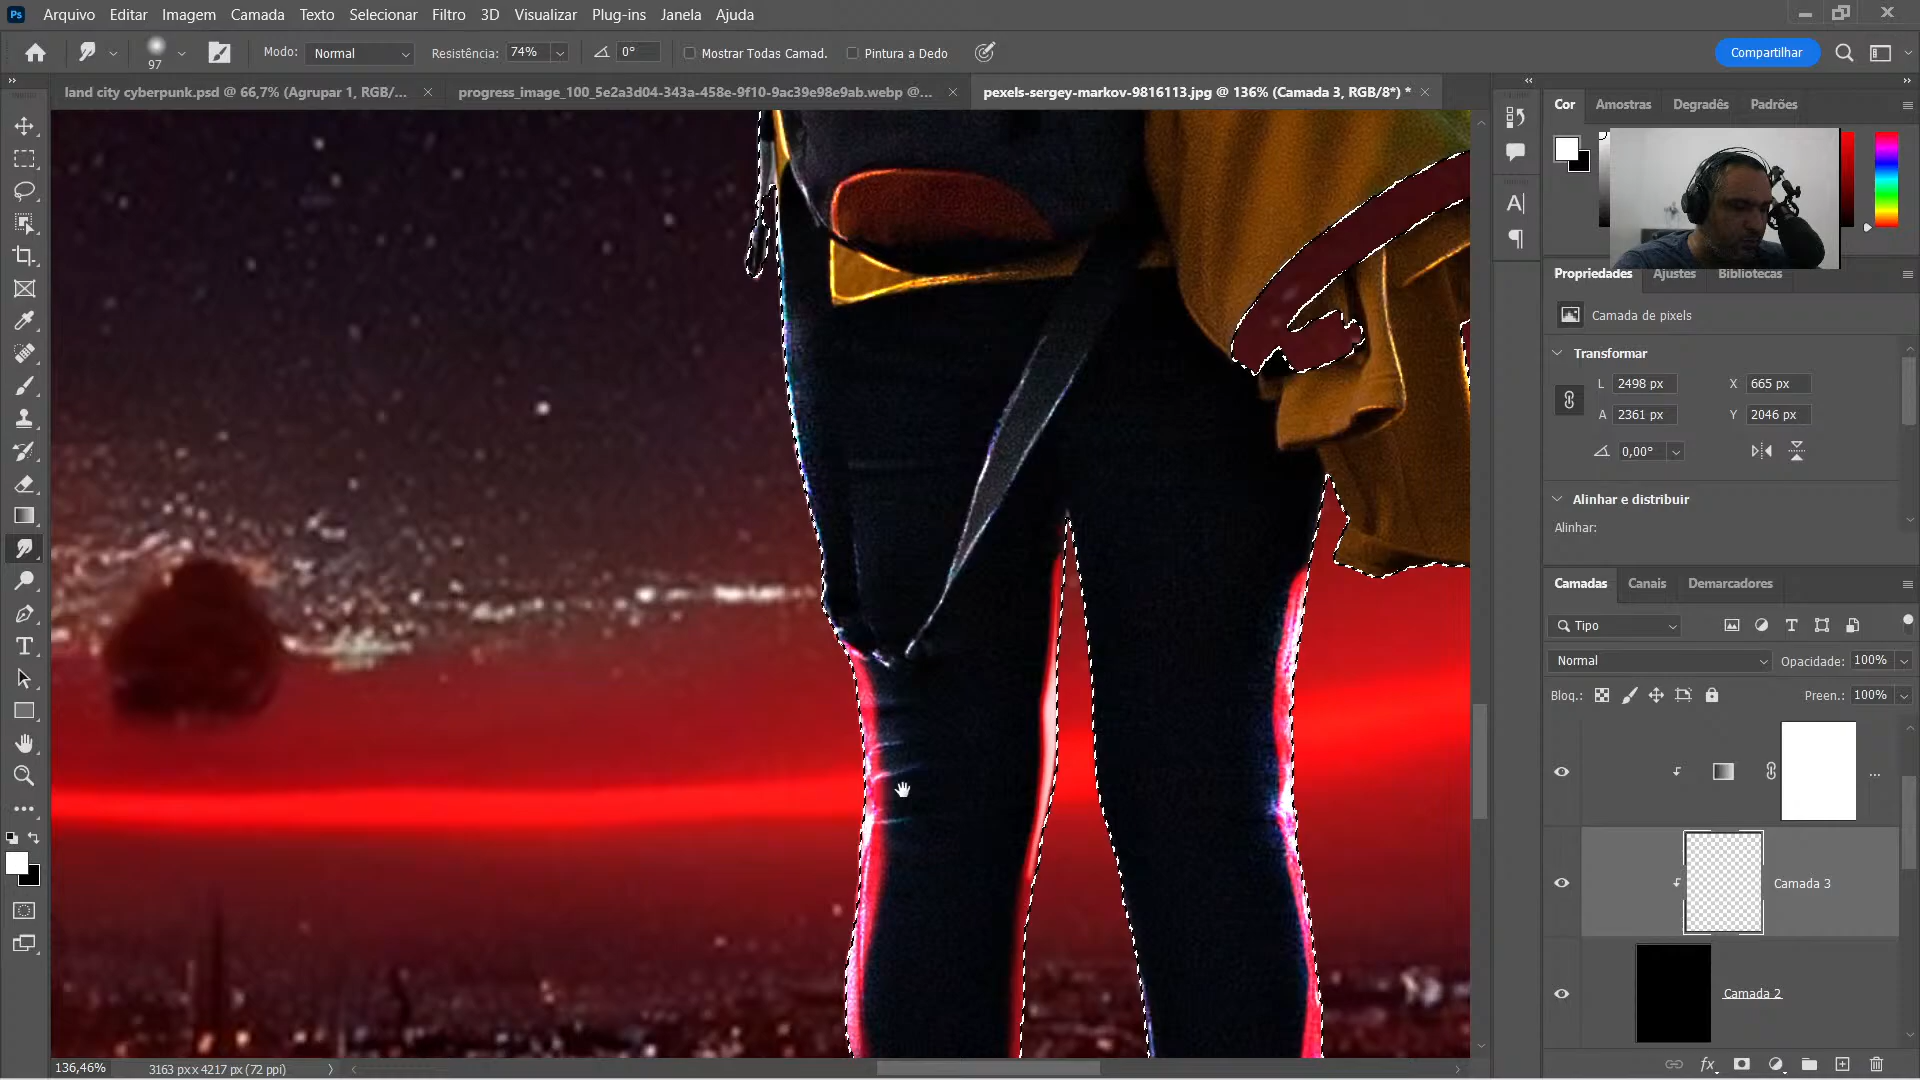 Ps Arquivo Editar Imagem Camada Texto Selecionar Filtro 3D Visualizar Plug-ins Janela Ajuda
97 Modo: Normal Resistência: 74% 0° Mostrar Todas Camad. Pintura a Dedo Compartilhar
land city cyberpunk.psd @ 66,7% (Agrupar 1, RGB/... progress_image_100_5e2a3d04-343a-458e-9f10-9ac39e98e9ab.webp @... pexels-sergey-markov-9816113.jpg @ 136% (Camada 3, RGB/8*) *
Cor Amostras Degradês Padrões
Propriedades Ajustes Bibliotecas
Camada de pixels
Transformar
L 2498 px X 665 px
A 2361 px Y 2046 px
0,00°
Alinhar e distribuir
Alinhar:
Camadas Canais Demarcadores
Tipo
Normal Opacidade: 100%
Bloq.: Preen.: 100%
...
Camada 3
Camada 2
136,46% 3163 px x 4217 px (72 ppi)